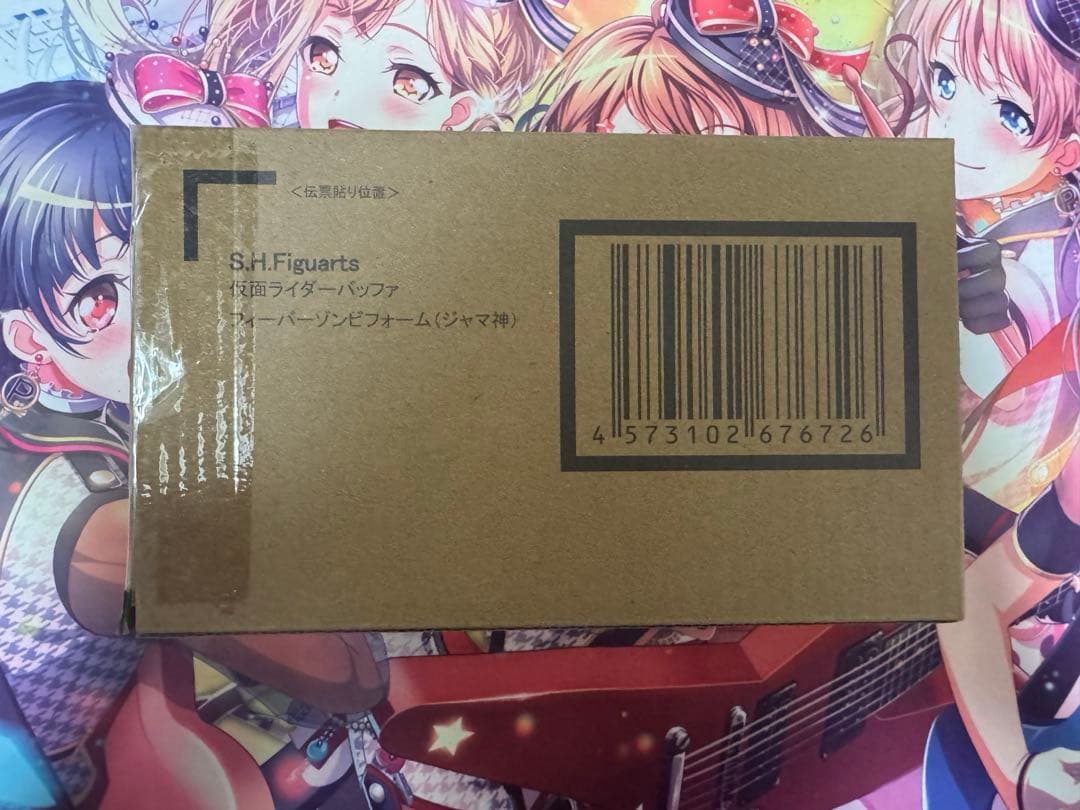 ＜伝票貼り位置＞
S.H.Figuarts
仮面ライダーバッファ
フィーバーゾンビフォーム(ジャマ神)
4 573102 676726
P
P